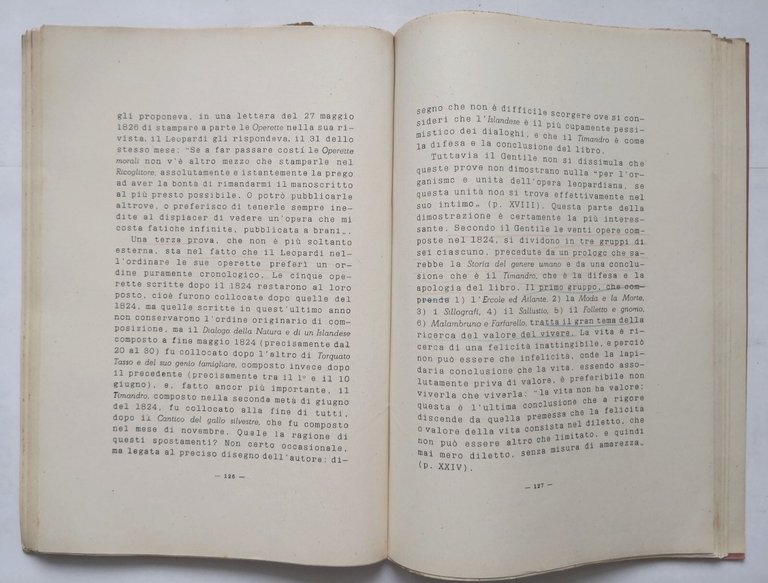 gli proponeva, in una lettera del 27 maggio
1826 di stampare a parte le Operette nella sua ri-
vista, il Leopardi gli rispondeva, il 31 dello
stesso mese: "Se a far passare costì le Operette
morali non v'è altro mezzo che stamparle nel
Ricoglitore, assolutamente e istantemente la prego
ad aver la bontà di rimandarmi il manoscritto
al più presto possibile. O potrò pubblicarle
altrove, o preferisco di tenerle sempre ine-
dite al dispiacer di vedere un'opera che mi
costa fatiche infinite, pubblicata a brani„.
Una terza prova, che non è più soltanto
esterna, sta nel fatto che il Leopardi nel-
l'ordinare le sue operette preferì un or-
dine puramente cronologico. Le cinque ope-
rette scritte dopo il 1824 restarono al loro
posto, cioè furono collocate dopo quelle del
1824, ma quelle scritte in quest'ultimo anno
non conservarono l'ordine originario di com-
posizione, ma il Dialogo della Natura e di un Islandese
composto a fine maggio 1824 (precisamente dal
20 al 30) fu collocato dopo l'altro di Torquato
Tasso e del suo genio famigliare, composto invece dopo
il precedente (precisamente tra il 1º e il 10
giugno). e, fatto ancor più importante, il
Timandro, composto nella seconda metà di giugno
del 1824, fu collocato alla fine di tutti,
dopo il Cantico del gallo silvestre, che fu composto
nel mese di novembre. Quale la ragione di
questi spostamenti? Non certo occasionale,
ma legata al preciso disegno dell'autore: di-
— 126 —
segno che non è difficile scorgere ove si con-
sideri che l'Islandese è il più cupamente pessi-
mistico dei dialoghi, e che il Timandro è come
la difesa e la conclusione del libro.
Tuttavia il Gentile non si dissimula che
queste prove non dimostrano nulla "per l'or-
ganismo e unità dell'opera leopardiana, se
questa unità non si trova effettivamente nel
suo intimo„ (p. XVIII). Questa parte della
dimostrazione è certamente la più interes-
sante. Secondo il Gentile le venti opere com-
poste nel 1824, si dividono in tre gruppi di
sei ciascuno, precedute da un prologo che sa-
rebbe la Storia del genere umano e da una conclu-
sione che è il Timandro, che è la difesa e la
apologia del libro. Il primo gruppo, che com-
prende 1) l'Ercole ed Atlante. 2) la Moda e la Morte,
3) i Sillografi, 4) il Sallustio, 5) il Folletto e gnomo,
6) Malambruno e Farfarello, tratta il gran tema della
ricerca del valore del vivere. La vita è ri-
cerca di una felicità inattingibile, e perciò
non può essere che infelicità, onde la lapi-
daria conclusione che la vita, essendo asso-
lutamente priva di valore, è preferibile non
viverla che viverla: "la vita non ha valore:
questa è l'ultima conclusione che a rigore
discende da quella premessa che la felicità
o valore della vita consista nel diletto, che
non può essere altro che limitato, e quindi
mai mero diletto, senza misura di amarezza„
(p. XXIV).
— 127 —